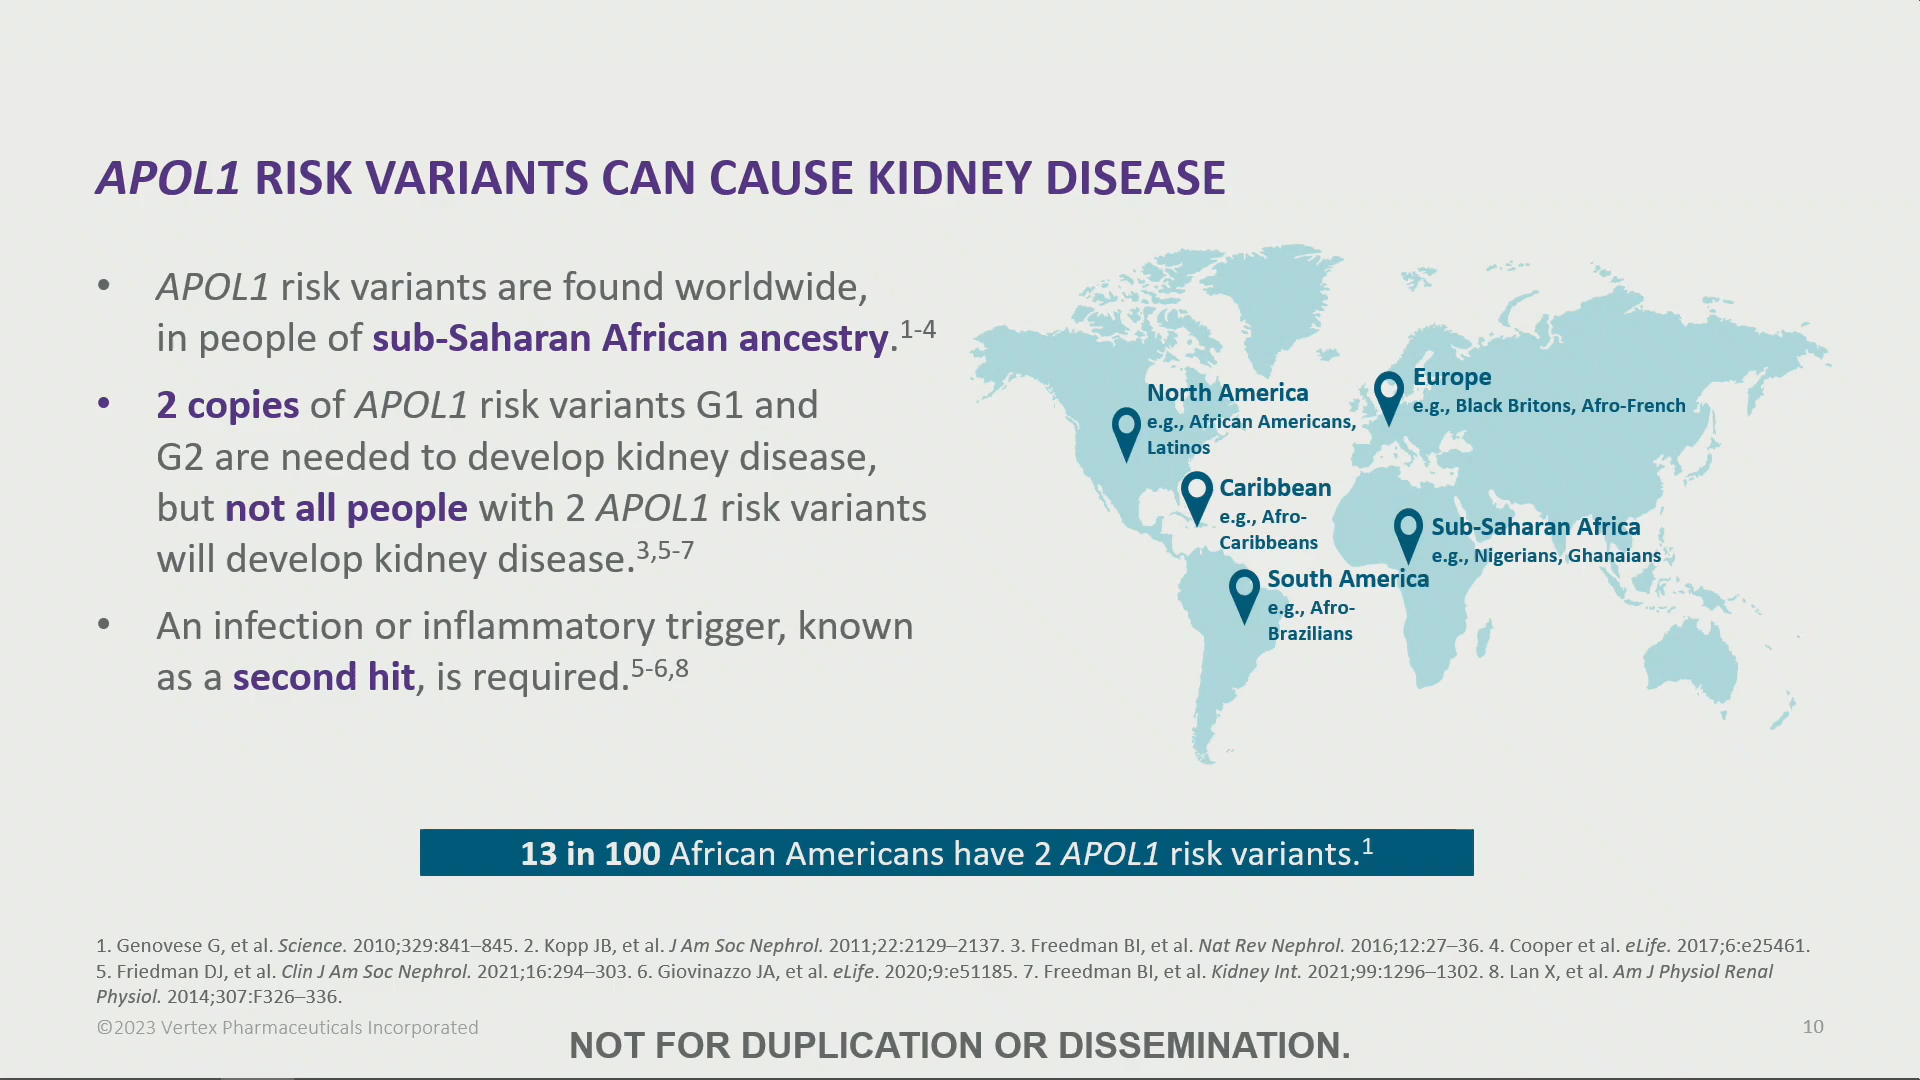 APOL1 RISK VARIANTS CAN CAUSE KIDNEY DISEASE
• APOL1 risk variants are found worldwide,
in people of sub-Saharan African ancestry.1-4
• 2 copies of APOL1 risk variants G1 and
G2 are needed to develop kidney disease,
but not all people with 2 APOL1 risk variants
will develop kidney disease.3,5-7
• An infection or inflammatory trigger, known
as a second hit, is required.5-6,8
North America
e.g., African Americans,
Latinos
Europe
e.g., Black Britons, Afro-French
Caribbean
e.g., Afro-
Caribbeans
Sub-Saharan Africa
e.g., Nigerians, Ghanaians
South America
e.g., Afro-
Brazilians
13 in 100 African Americans have 2 APOL1 risk variants.1
1. Genovese G, et al. Science. 2010;329:841–845. 2. Kopp JB, et al. J Am Soc Nephrol. 2011;22:2129–2137. 3. Freedman BI, et al. Nat Rev Nephrol. 2016;12:27–36. 4. Cooper et al. eLife. 2017;6:e25461.
5. Friedman DJ, et al. Clin J Am Soc Nephrol. 2021;16:294–303. 6. Giovinazzo JA, et al. eLife. 2020;9:e51185. 7. Freedman BI, et al. Kidney Int. 2021;99:1296–1302. 8. Lan X, et al. Am J Physiol Renal
Physiol. 2014;307:F326–336.
©2023 Vertex Pharmaceuticals Incorporated
NOT FOR DUPLICATION OR DISSEMINATION.
10